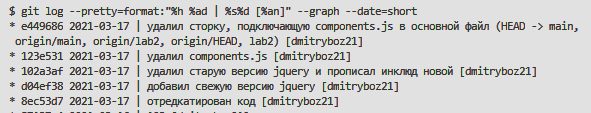 $ git log --pretty=format:"%h %ad | %s%d [%an]" --graph --date=short
* e449686 2021-03-17 | удалил сторку, подключающую components.js в основной файл (HEAD -> main,
origin/main, origin/lab2, origin/HEAD, lab2) [dmitryboz21]
* 123e531 2021-03-17 | удалил components.js [dmitryboz21]
* 102a3af 2021-03-17 | удалил старую версию jquery и прописал инклюд новой [dmitryboz21]
* d04ef38 2021-03-17 | добавил свежую версию jquery [dmitryboz21]
* 8ec53d7 2021-03-17 | отредкатирован код [dmitryboz21]